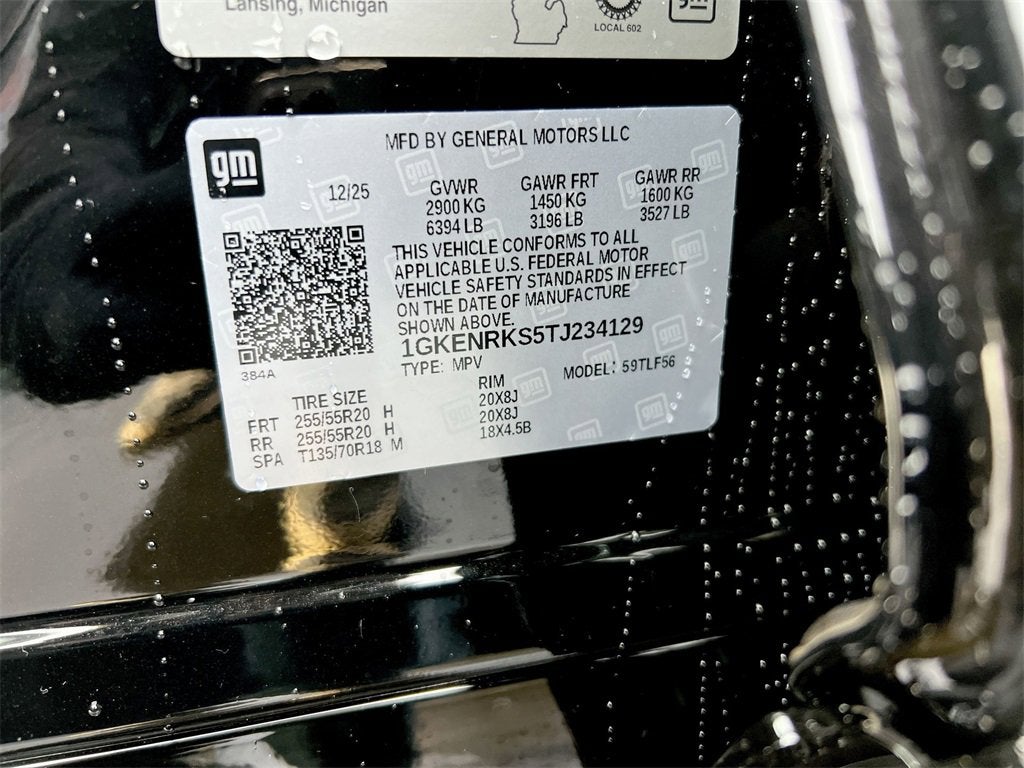 Lansing, Michigan
LOCAL 602
gm
MFD BY GENERAL MOTORS LLC
gm
12/25
GVWR
2900 KG
6394 LB
GAWR FRT
1450 KG
3196 LB
GAWR RR
1600 KG
3527 LB
THIS VEHICLE CONFORMS TO ALL
APPLICABLE U.S. FEDERAL MOTOR
VEHICLE SAFETY STANDARDS IN EFFECT
ON THE DATE OF MANUFACTURE
SHOWN ABOVE.
1GKENRKS5TJ234129
TYPE: MPV
MODEL: 59TLF56
384A
TIRE SIZE RIM
FRT 255/55R20 H 20X8J
RR 255/55R20 H 20X8J
SPA T135/70R18 M 18X4.5B